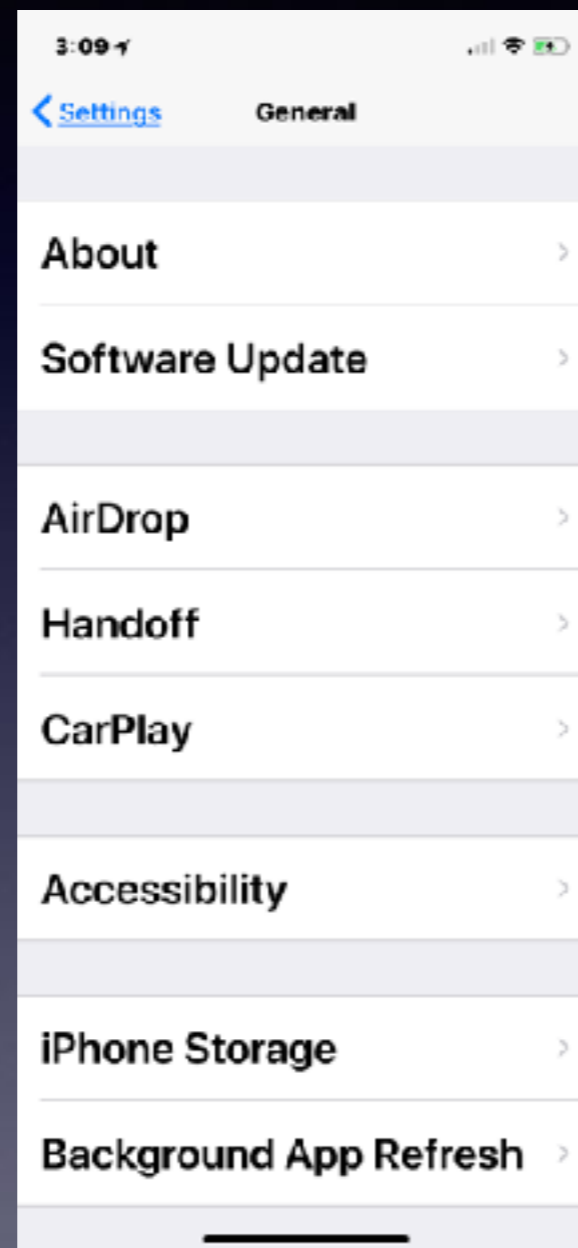 3:09
Settings
General
About
Software Update
AirDrop
Handoff
CarPlay
Accessibility
iPhone Storage
Background App Refresh